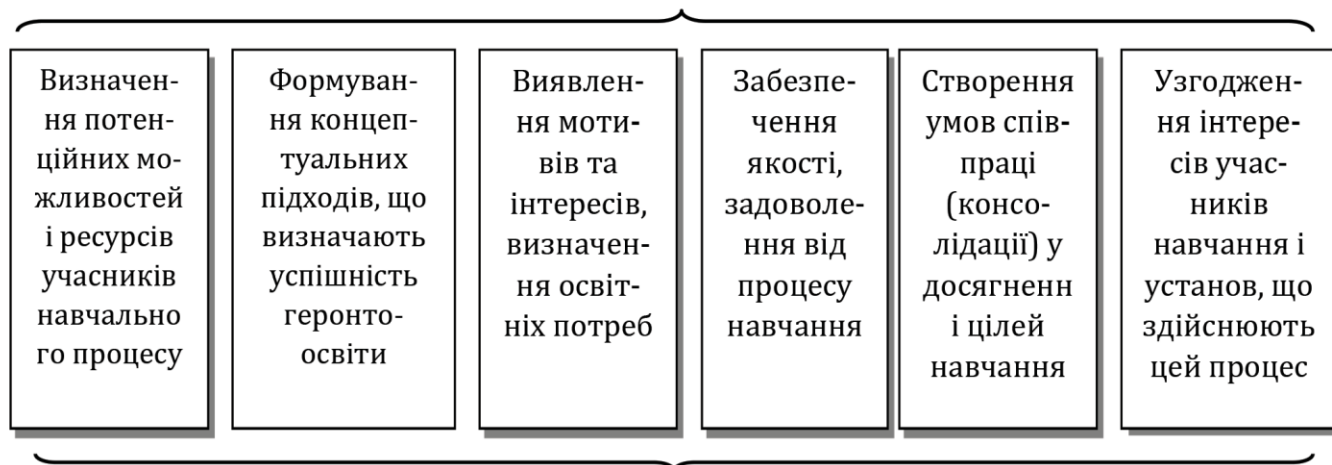 Визначен-
ня потен-
ційних мо-
жливостей
і ресурсів
учасників
навчально
го процесу
Формуван-
ня концеп-
туальних
підходів, що
визначають
успішність
геронто-
освіти
Виявлен-
ня моти-
вів та
інтересів,
визначен-
ня освіт-
ніх потреб
Забезпе-
чення
якості,
задоволе-
ння від
процесу
навчання
Створення
умов спів-
праці
(консо-
лідації) у
досягненн
і цілей
навчання
Узгоджен-
ня інтере-
сів учас-
ників
навчання і
установ, що
здійснюють
цей процес